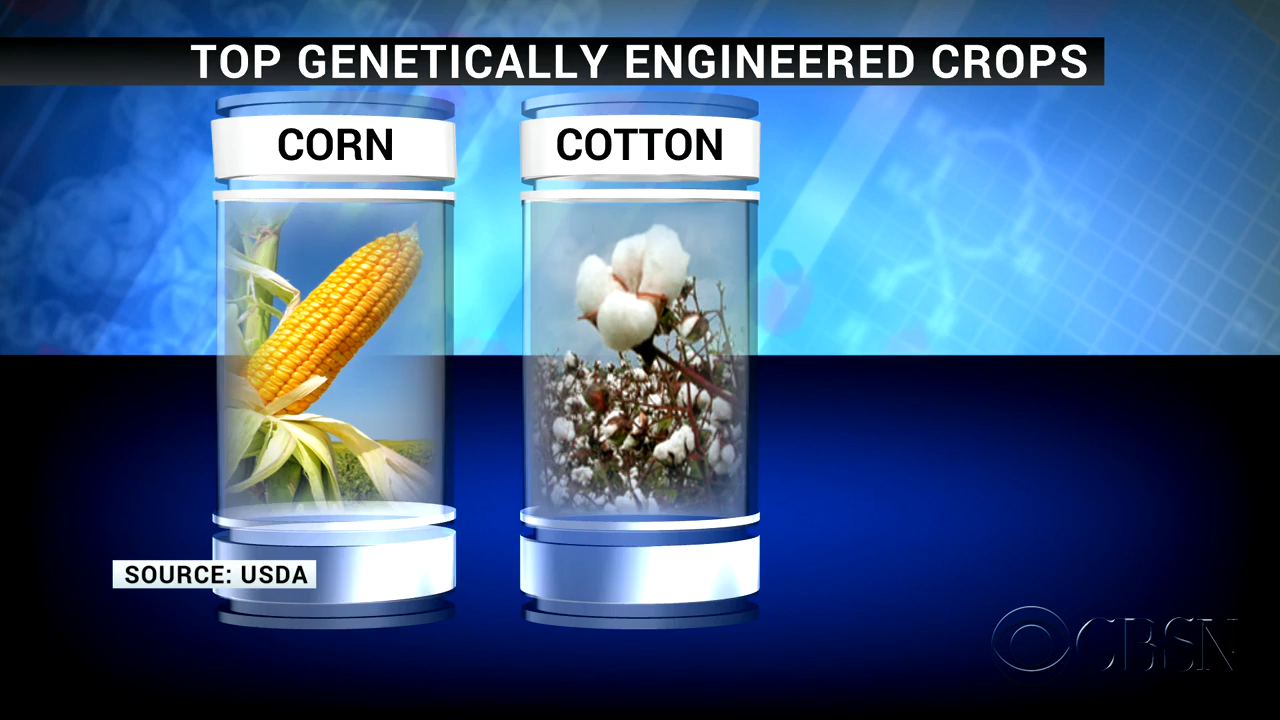 TOP GENETICALLY ENGINEERED CROPS
CORN
COTTON
SOURCE: USDA
CBSN